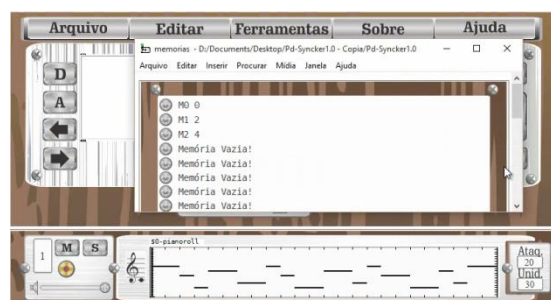 Arquivo Editar Ferramentas Sobre Ajuda
memorias - D:/Documents/Desktop/Pd-Syncker1.0 - Copia/Pd-Syncker1.0
Arquivo Editar Inserir Procurar Mídia Janela Ajuda
D
A
M0 0
M1 2
M2 4
Memória Vazia!
Memória Vazia!
Memória Vazia!
Memória Vazia!
Memória Vazia!
1 M S
$0-pianoroll
Ataq.
20
Unid.
30